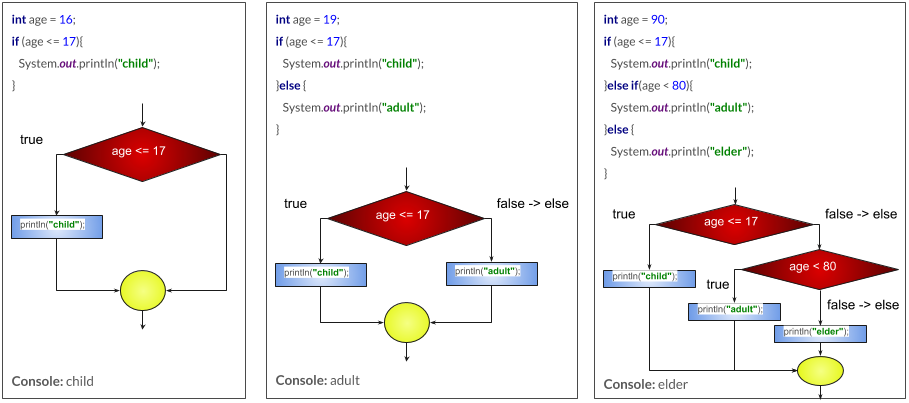 int age = 16;
if (age <= 17){
System.out.println("child");
}
true
age <= 17
println("child");
Console: child
int age = 19;
if (age <= 17){
System.out.println("child");
}else {
System.out.println("adult");
}
true
age <= 17
false -> else
println("child");
println("adult");
Console: adult
int age = 90;
if (age <= 17){
System.out.println("child");
}else if(age < 80){
System.out.println("adult");
}else {
System.out.println("elder");
}
true
age <= 17
false -> else
age < 80
println("child");
true
println("adult");
false -> else
println("elder");
Console: elder